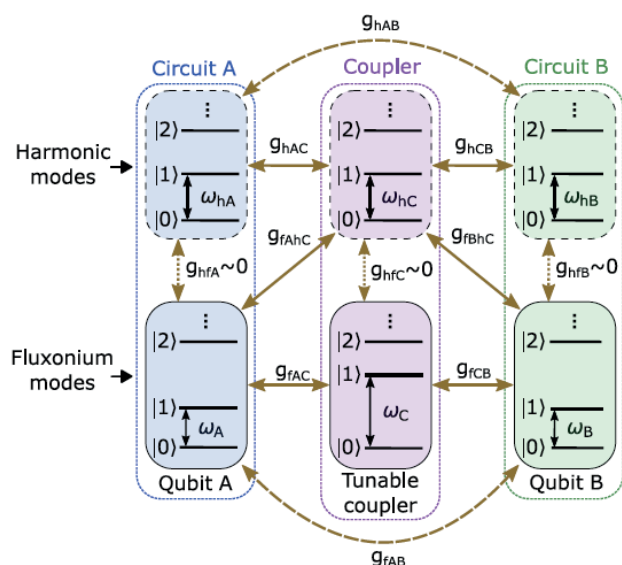 g_hAB
Circuit A
Coupler
Circuit B
Harmonic
modes
⋮
|2⟩
|1⟩
|0⟩
ω_hA
g_hAC
⋮
|2⟩
|1⟩
|0⟩
ω_hC
g_hCB
⋮
|2⟩
|1⟩
|0⟩
ω_hB
g_hfA~0
g_fAhC
g_hfC~0
g_fBhC
g_hfB~0
Fluxonium
modes
⋮
|2⟩
|1⟩
|0⟩
ω_A
Qubit A
g_fAC
⋮
|2⟩
|1⟩
|0⟩
ω_C
Tunable
coupler
g_fCB
⋮
|2⟩
|1⟩
|0⟩
ω_B
Qubit B
g_fAB